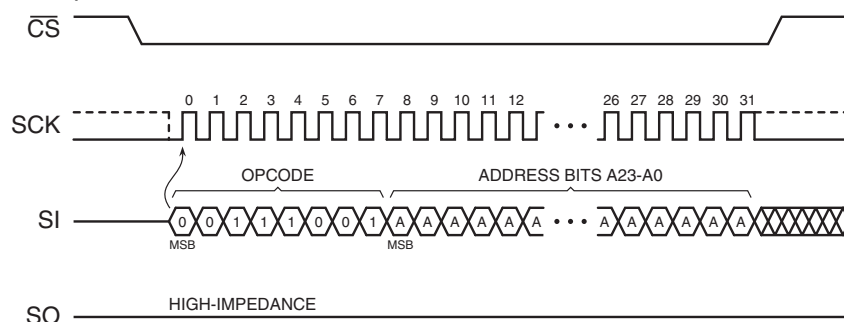 CS
0 1 2 3 4 5 6 7 8 9 10 11 12 26 27 28 29 30 31
SCK
OPCODE ADDRESS BITS A23-A0
SI 0 0 1 1 1 0 0 1 A A A A A A A A A A A A
MSB MSB
HIGH-IMPEDANCE
SO